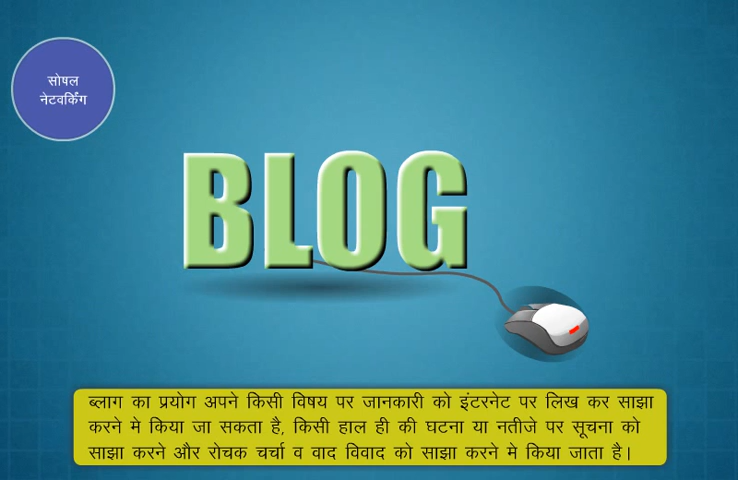 सोषल
नेटवर्किंग
BLOG
ब्लाग का प्रयोग अपने किसी विषय पर जानकारी को इंटरनेट पर लिख कर साझा
करने मे किया जा सकता है, किसी हाल ही की घटना या नतीजे पर सूचना को
साझा करने और रोचक चर्चा व वाद विवाद को साझा करने मे किया जाता है।